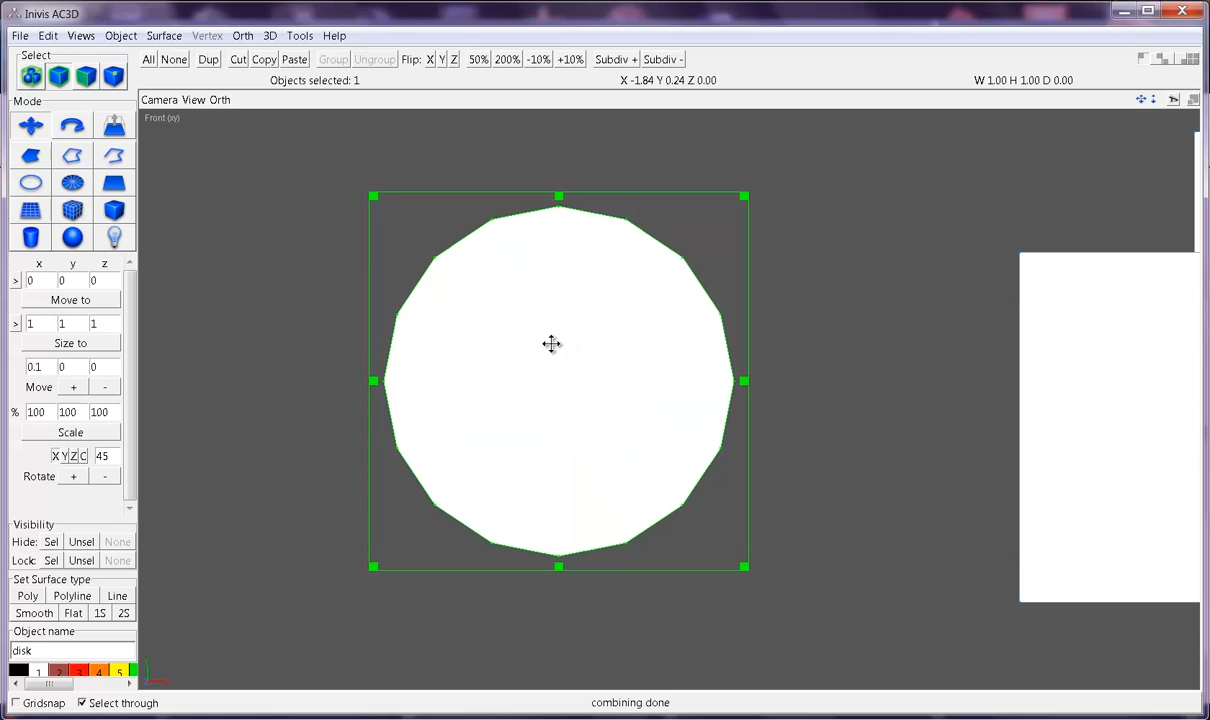 Inivis AC3D
File Edit Views Object Surface Vertex Orth 3D Tools Help
Select
All None Dup Cut Copy Paste Group Ungroup Flip: X Y Z 50% 200% -10% +10% Subdiv + Subdiv -
Objects selected: 1 X -1.84 Y 0.24 Z 0.00 W 1.00 H 1.00 D 0.00
Mode
Camera View Orth
Front (xy)
x y z
> 0 0 0
Move to
> 1 1 1
Size to
0.1 0 0
Move + -
% 100 100 100
Scale
X Y Z C 45
Rotate + -
Visibility
Hide: Sel Unsel None
Lock: Sel Unsel None
Set Surface type
Poly Polyline Line
Smooth Flat 1S 2S
Object name
disk
1 2 3 4 5
Gridsnap Select through combining done